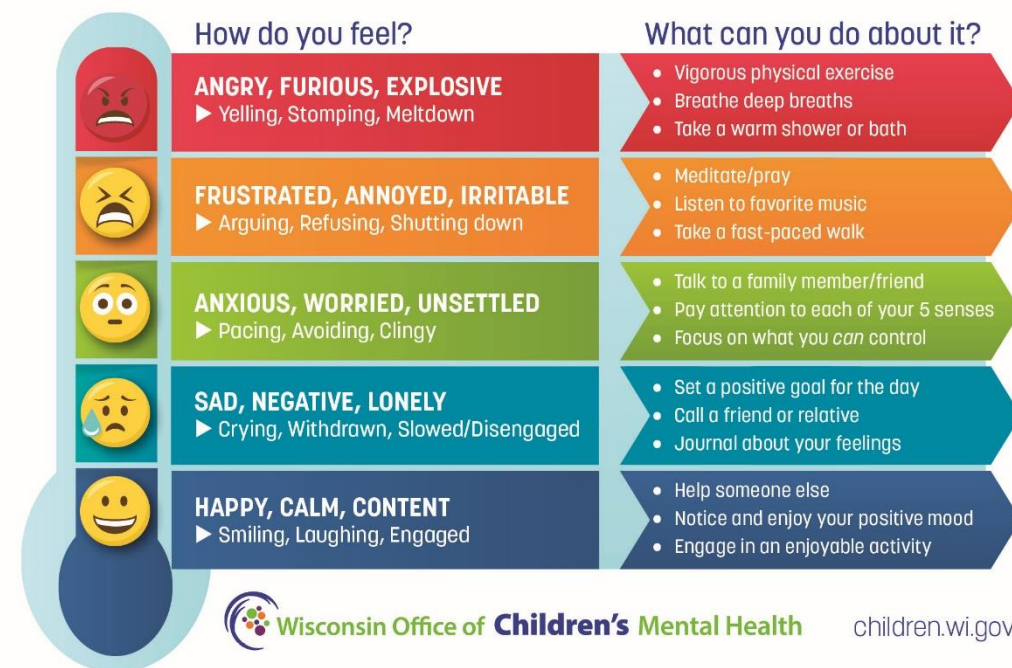 How do you feel?
What can you do about it?
ANGRY, FURIOUS, EXPLOSIVE
▶ Yelling, Stomping, Meltdown
• Vigorous physical exercise
• Breathe deep breaths
• Take a warm shower or bath
FRUSTRATED, ANNOYED, IRRITABLE
▶ Arguing, Refusing, Shutting down
• Meditate/pray
• Listen to favorite music
• Take a fast-paced walk
ANXIOUS, WORRIED, UNSETTLED
▶ Pacing, Avoiding, Clingy
• Talk to a family member/friend
• Pay attention to each of your 5 senses
• Focus on what you can control
SAD, NEGATIVE, LONELY
▶ Crying, Withdrawn, Slowed/Disengaged
• Set a positive goal for the day
• Call a friend or relative
• Journal about your feelings
HAPPY, CALM, CONTENT
▶ Smiling, Laughing, Engaged
• Help someone else
• Notice and enjoy your positive mood
• Engage in an enjoyable activity
Wisconsin Office of Children's Mental Health
children.wi.gov